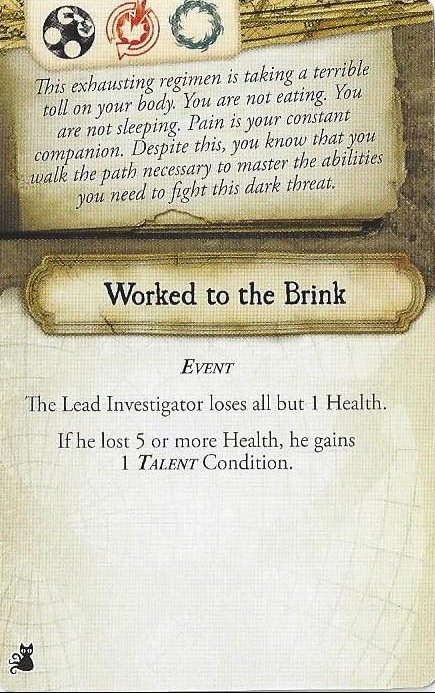 This exhausting regimen is taking a terrible
toll on your body. You are not eating. You
are not sleeping. Pain is your constant
companion. Despite this, you know that you
walk the path necessary to master the abilities
you need to fight this dark threat.
Worked to the Brink
EVENT
The Lead Investigator loses all but 1 Health.
If he lost 5 or more Health, he gains
1 TALENT Condition.